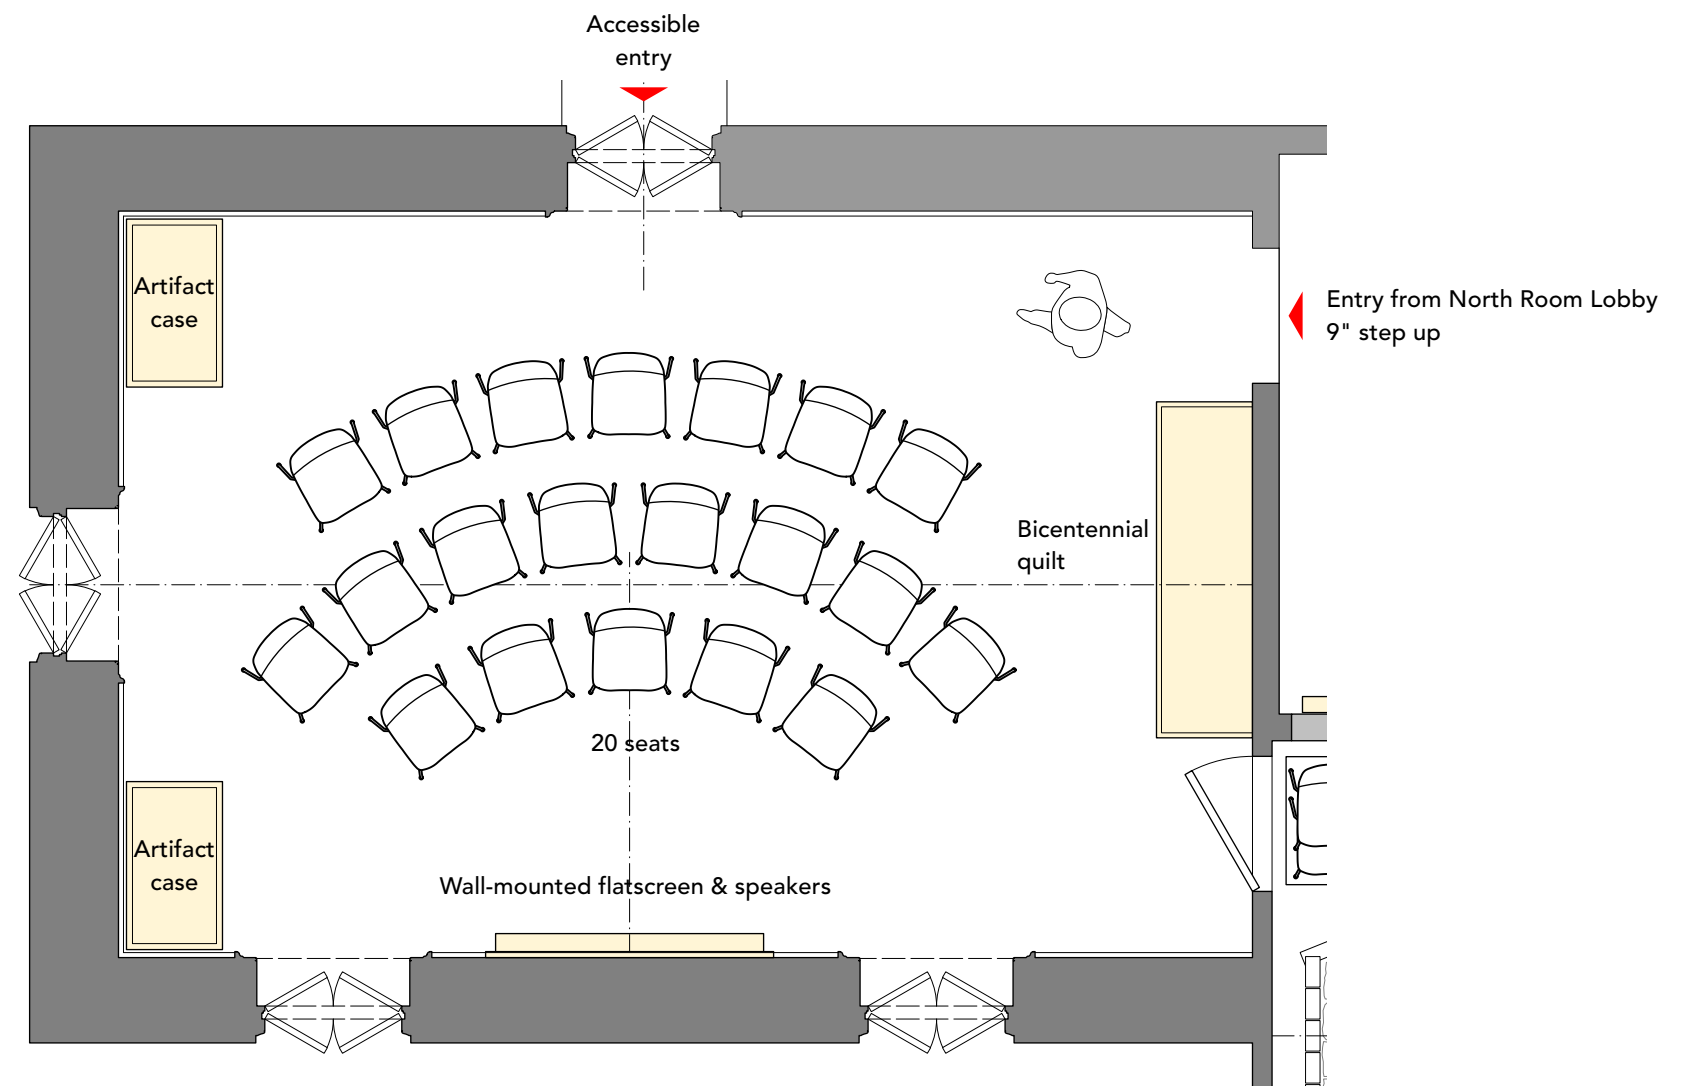 Accessible
entry
Artifact
case
Entry from North Room Lobby
9" step up
Bicentennial
quilt
20 seats
Artifact
case
Wall-mounted flatscreen & speakers